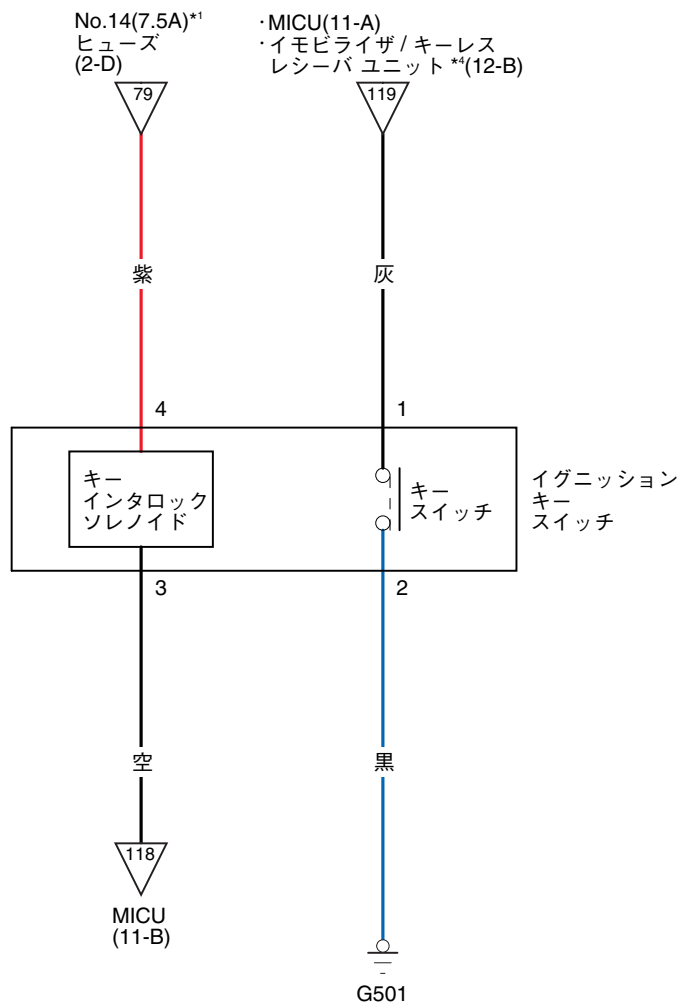 No.14(7.5A)*1
ヒューズ
(2-D)
79
·MICU(11-A)
·イモビライザ / キーレス
レシーバ ユニット *4(12-B)
119
紫
灰
4
1
キー
インタロック
ソレノイド
キー
スイッチ
イグニッション
キー
スイッチ
3
2
空
黒
118
MICU
(11-B)
G501